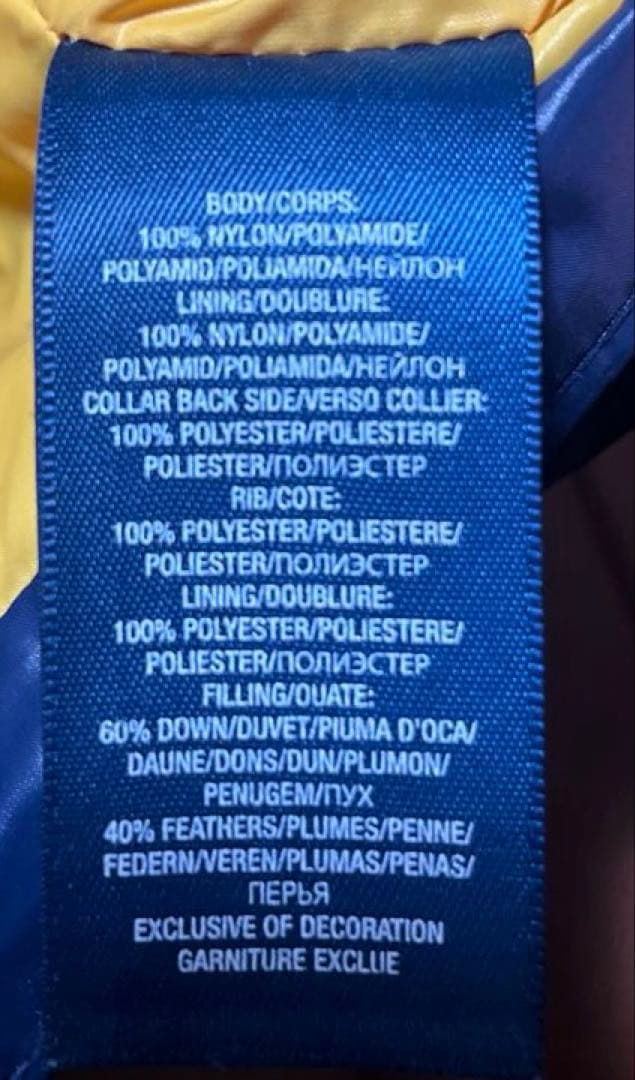 BODY/CORPS:
100% NYLON/POLYAMIDE/
POLYAMID/POLIAMIDA/НЕЙЛОН
LINING/DOUBLURE:
100% NYLON/POLYAMIDE/
POLYAMID/POLIAMIDA/НЕЙЛОН
COLLAR BACK SIDE/VERSO COLLIER:
100% POLYESTER/POLIESTERE/
POLIESTER/ПОЛИЭСТЕР
RIB/COTE:
100% POLYESTER/POLIESTERE/
POLIESTER/ПОЛИЭСТЕР
LINING/DOUBLURE:
100% POLYESTER/POLIESTERE/
POLIESTER/ПОЛИЭСТЕР
FILLING/OUATE:
60% DOWN/DUVET/PIUMA D'OCA/
DAUNE/DONS/DUN/PLUMON/
PENUGEM/ПУХ
40% FEATHERS/PLUMES/PENNE/
FEDERN/VEREN/PLUMAS/PENAS/
ПЕРЬЯ
EXCLUSIVE OF DECORATION
GARNITURE EXCLUE